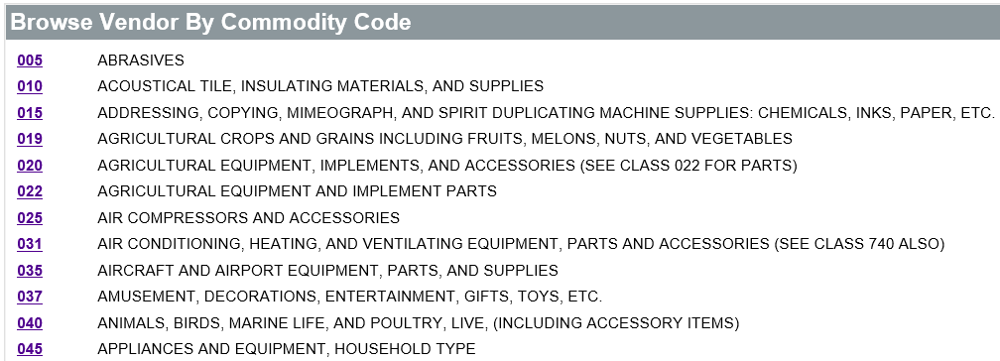 Browse Vendor By Commodity Code
005 ABRASIVES
010 ACOUSTICAL TILE, INSULATING MATERIALS, AND SUPPLIES
015 ADDRESSING, COPYING, MIMEOGRAPH, AND SPIRIT DUPLICATING MACHINE SUPPLIES: CHEMICALS, INKS, PAPER, ETC.
019 AGRICULTURAL CROPS AND GRAINS INCLUDING FRUITS, MELONS, NUTS, AND VEGETABLES
020 AGRICULTURAL EQUIPMENT, IMPLEMENTS, AND ACCESSORIES (SEE CLASS 022 FOR PARTS)
022 AGRICULTURAL EQUIPMENT AND IMPLEMENT PARTS
025 AIR COMPRESSORS AND ACCESSORIES
031 AIR CONDITIONING, HEATING, AND VENTILATING EQUIPMENT, PARTS AND ACCESSORIES (SEE CLASS 740 ALSO)
035 AIRCRAFT AND AIRPORT EQUIPMENT, PARTS, AND SUPPLIES
037 AMUSEMENT, DECORATIONS, ENTERTAINMENT, GIFTS, TOYS, ETC.
040 ANIMALS, BIRDS, MARINE LIFE, AND POULTRY, LIVE, (INCLUDING ACCESSORY ITEMS)
045 APPLIANCES AND EQUIPMENT, HOUSEHOLD TYPE